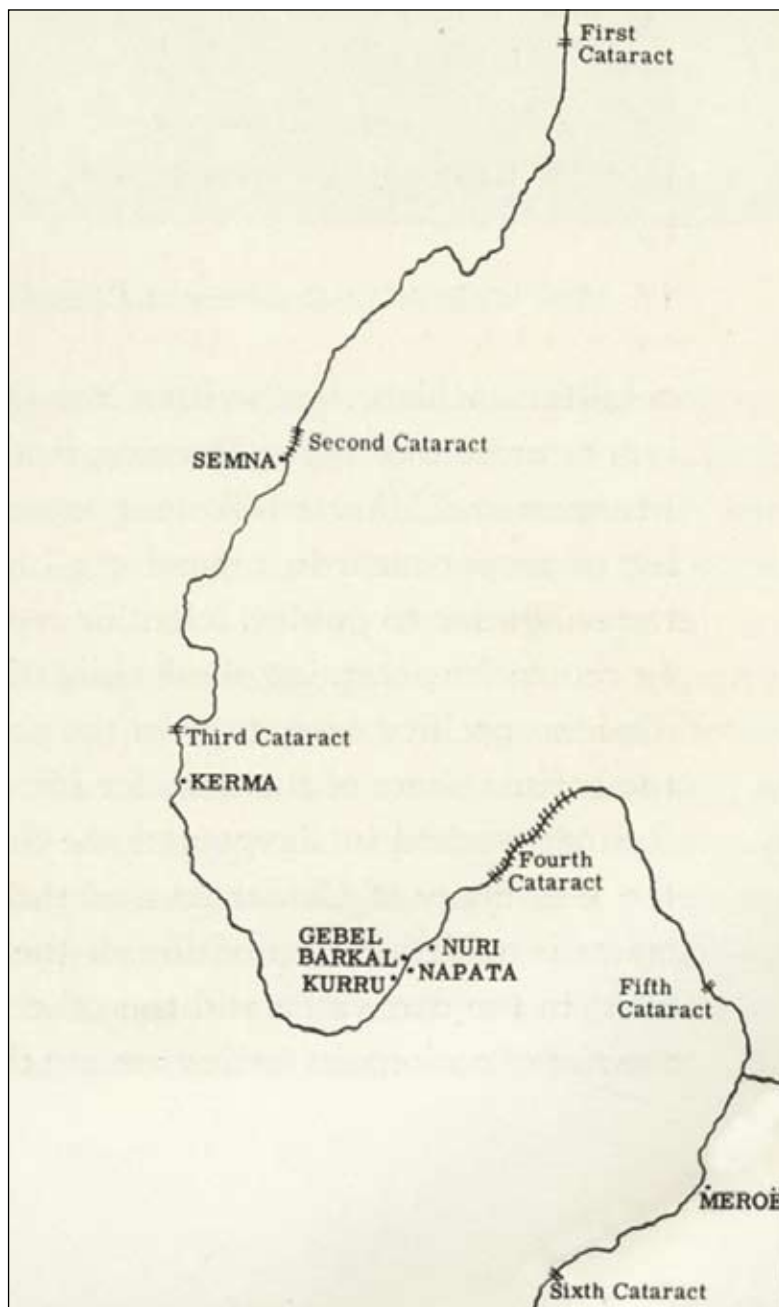 First
Cataract
Second Cataract
SEMNA
Third Cataract
KERMA
Fourth
Cataract
GEBEL
BARKAL
NURI
KURRU
NAPATA
Fifth
Cataract
MEROE
Sixth Cataract